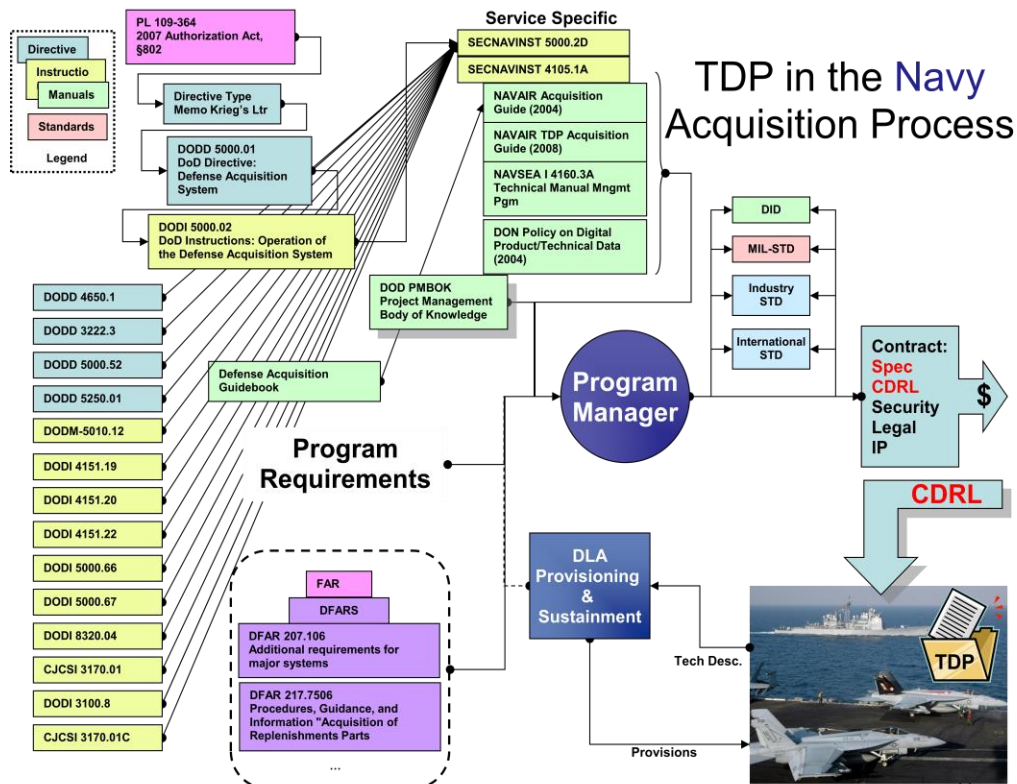 TDP in the Navy
Acquisition Process
Directive
Instructio
Manuals
Standards
Legend
PL 109-364
2007 Authorization Act,
§802
Directive Type
Memo Krieg's Ltr
DODD 5000.01
DoD Directive:
Defense Acquisition
System
DODI 5000.02
DoD Instructions: Operation of
the Defense Acquisition System
Service Specific
SECNAVINST 5000.2D
SECNAVINST 4105.1A
NAVAIR Acquisition
Guide (2004)
NAVAIR TDP Acquisition
Guide (2008)
NAVSEA I 4160.3A
Technical Manual Mngmt
Pgm
DON Policy on Digital
Product/Technical Data
(2004)
DOD PMBOK
Project Management
Body of Knowledge
Defense Acquisition
Guidebook
DODD 4650.1
DODD 3222.3
DODD 5000.52
DODD 5250.01
DODM-5010.12
DODI 4151.19
DODI 4151.20
DODI 4151.22
DODI 5000.66
DODI 5000.67
DODI 8320.04
CJCSI 3170.01
DODI 3100.8
CJCSI 3170.01C
Program
Requirements
FAR
DFARS
DFAR 207.106
Additional requirements for
major systems
DFAR 217.7506
Procedures, Guidance, and
Information "Acquisition of
Replenishments Parts
...
Program
Manager
DID
MIL-STD
Industry
STD
International
STD
Contract:
Spec
CDRL
Security
Legal
IP
$
CDRL
DLA
Provisioning
&
Sustainment
Tech Desc.
Provisions
TDP